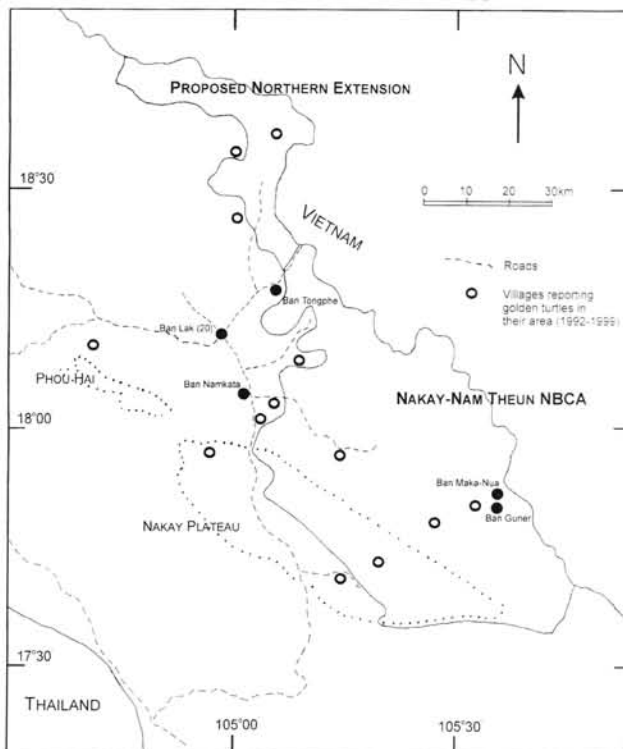 PROPOSED NORTHERN EXTENSION
N
18°30
0 10 20 30km
VIETNAM
Roads
Villages reporting
golden turtles in
their area (1992-1999)
Ban Tongphe
Ban Lak (20)
PHOU-HAI
Ban Namkata
NAKAY-NAM THEUN NBCA
18°00
Ban Maka-Nua
Ban Guner
NAKAY PLATEAU
17°30
THAILAND
105°00
105°30